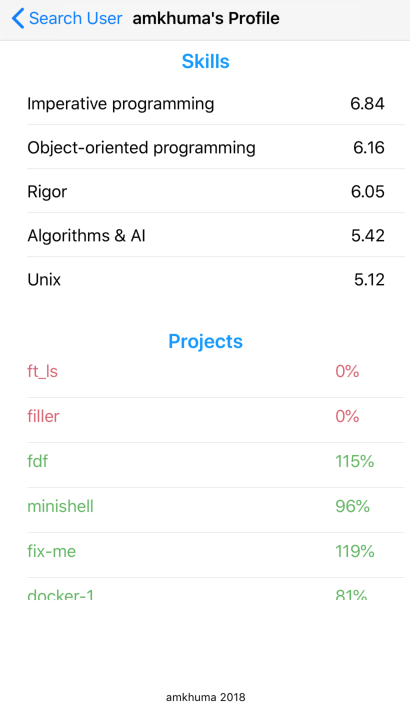 Search User amkhuma's Profile
Skills
Imperative programming 6.84
Object-oriented programming 6.16
Rigor 6.05
Algorithms & AI 5.42
Unix 5.12
Projects
ft_ls 0%
filler 0%
fdf 115%
minishell 96%
fix-me 119%
docker-1 81%
amkhuma 2018